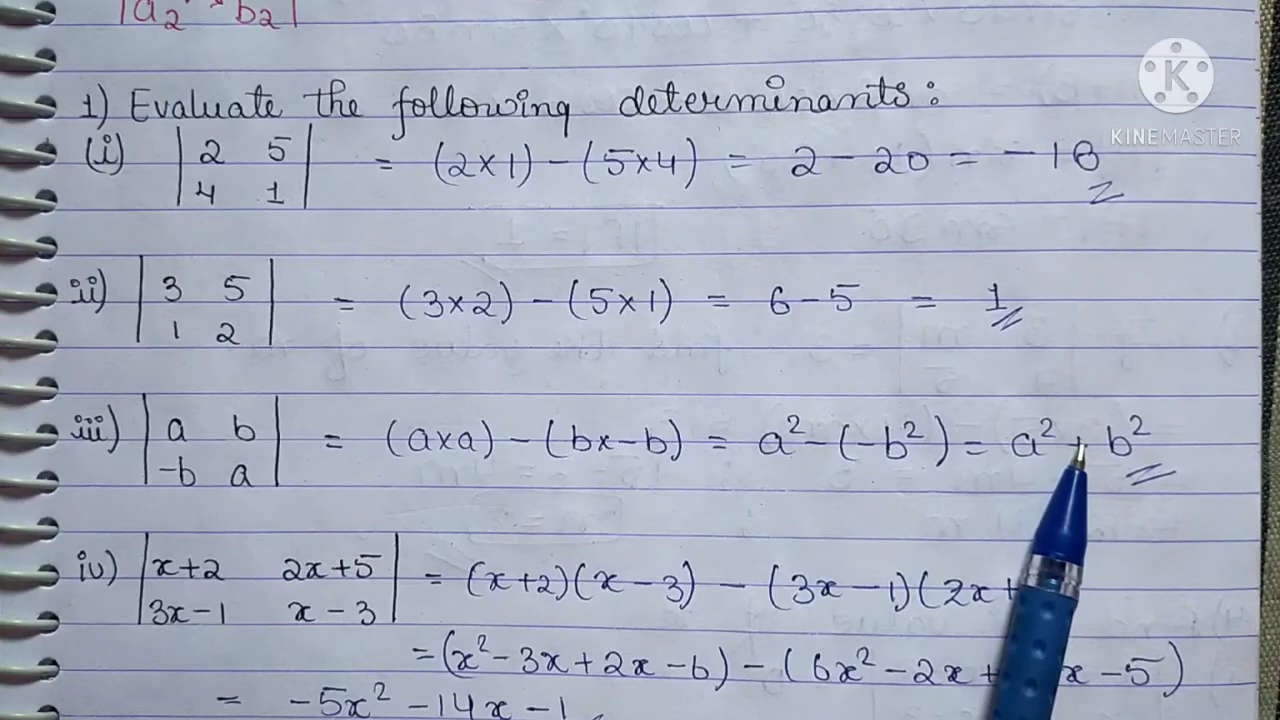 |a₂ b₂|
KINEMASTER
1) Evaluate the following determinants:
(i) |2 5| = (2×1) - (5×4) = 2 - 20 = -18
|4 1|
ii) |3 5| = (3×2) - (5×1) = 6 - 5 = 1
|1 2|
iii) |a b| = (a×a) - (b×-b) = a² - (-b²) = a² + b²
|-b a|
iv) |x+2 2x+5| = (x+2)(x-3) - (3x-1)(2x+
|3x-1 x-3|
= (x² - 3x + 2x - 6) - (6x² - 2x + x - 5)
= -5x² - 14x - 1